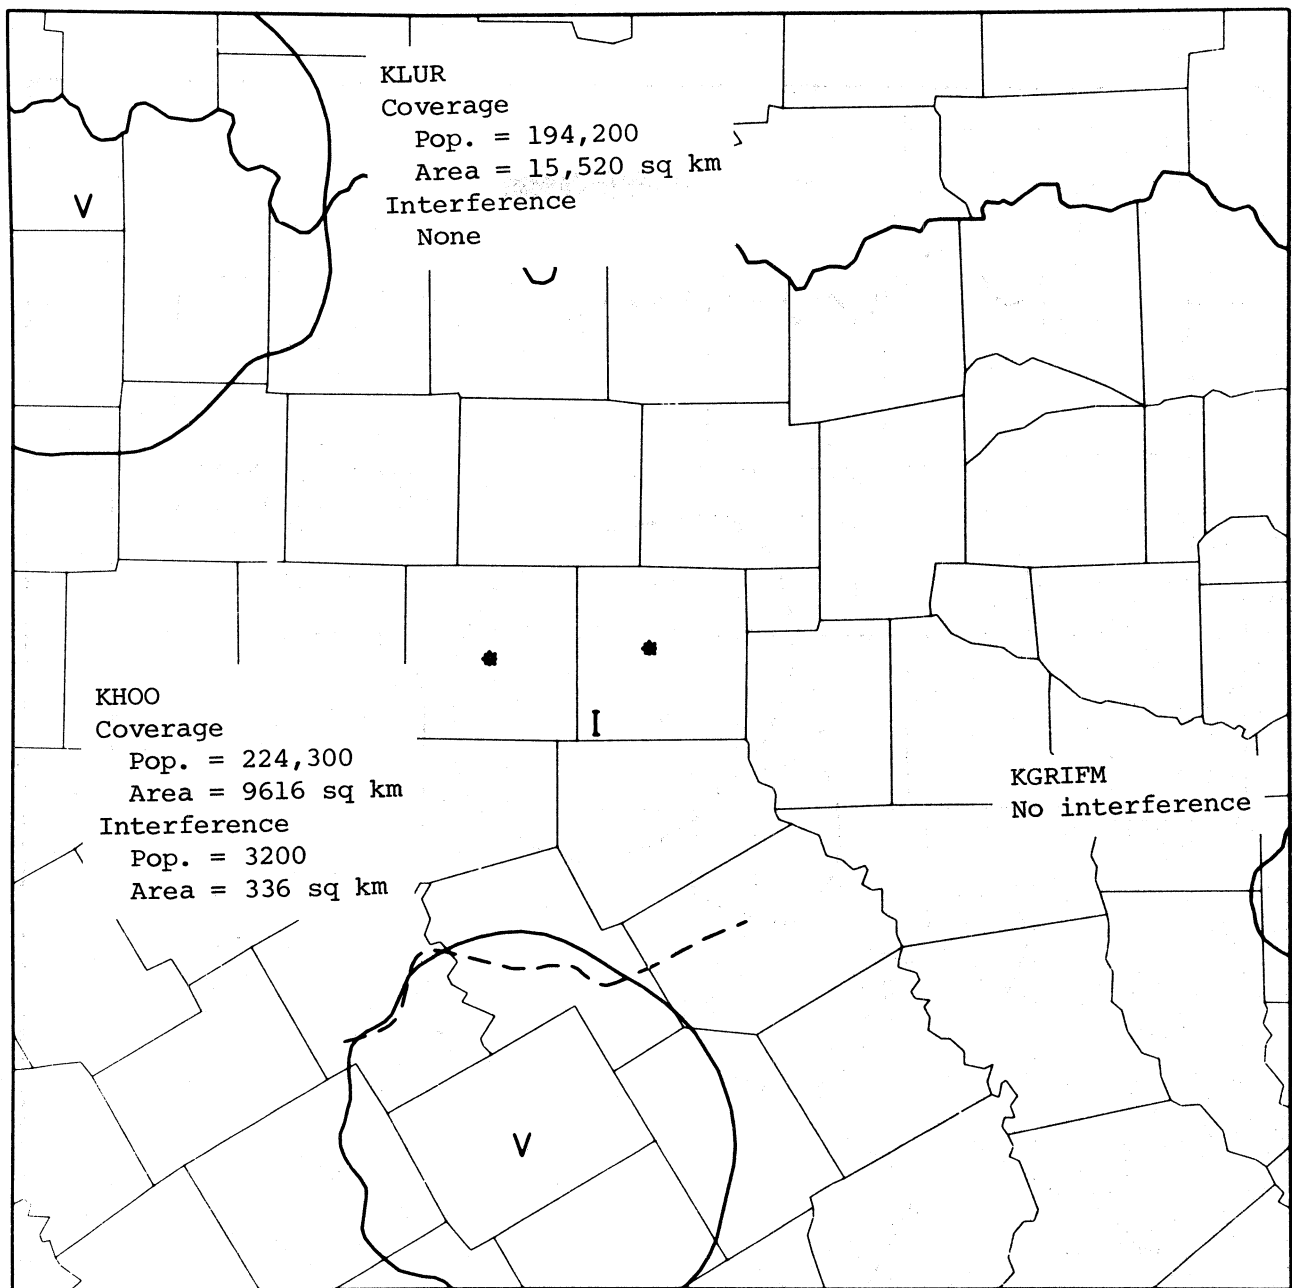 KLUR
Coverage
Pop. = 194,200
Area = 15,520 sq km
Interference
None
V
I
KHOO
Coverage
Pop. = 224,300
Area = 9616 sq km
Interference
Pop. = 3200
Area = 336 sq km
KGRIFM
No interference
V